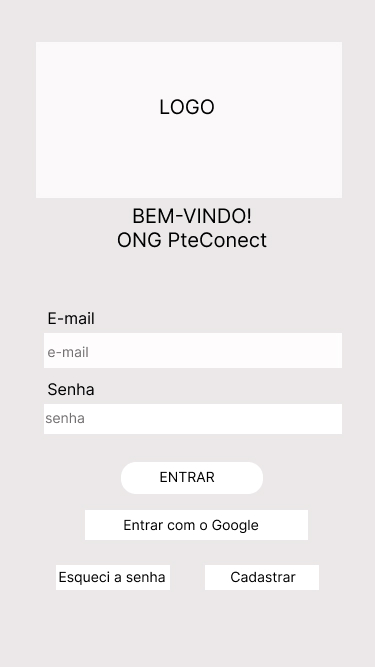 LOGO
BEM-VINDO!
ONG PteConect
E-mail
e-mail
Senha
senha
ENTRAR
Entrar com o Google
Esqueci a senha
Cadastrar